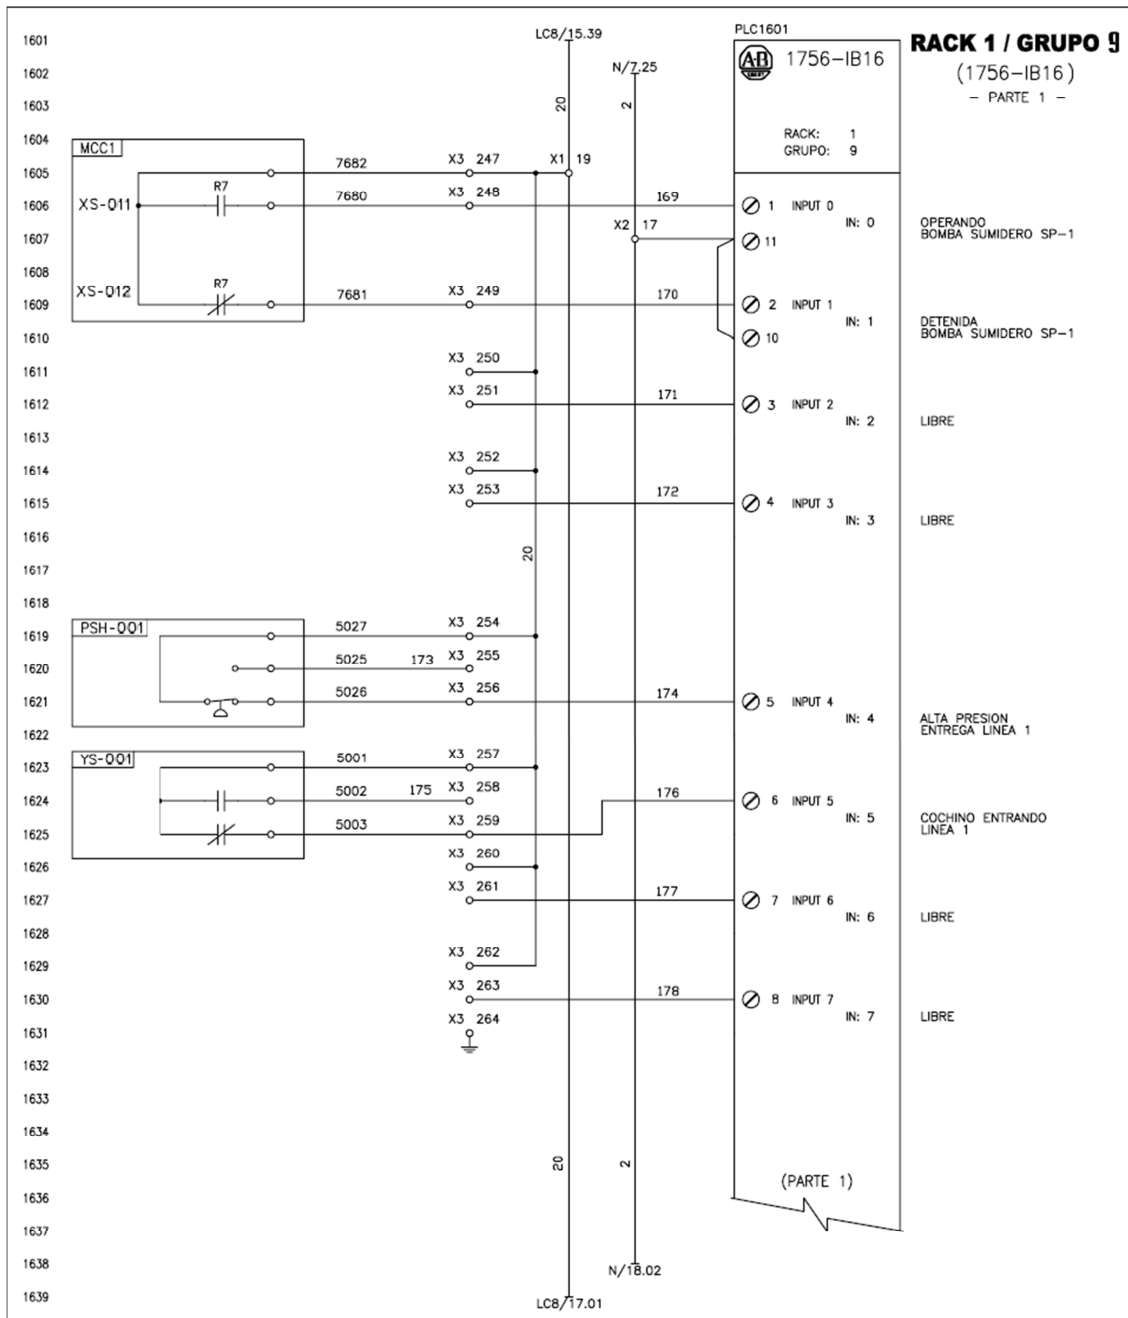 RACK 1 / GRUPO 9
(1756-IB16)
- PARTE 1 -
PLC1601
A-B
1756-IB16
RACK: 1
GRUPO: 9
LC8/15.39
N/7.25
20
2
1601
1602
1603
1604
MCC1
1605
7682
X3 247
X1 19
1606
XS-011
R7
7680
X3 248
169
1 INPUT 0
IN: 0
OPERANDO
BOMBA SUMIDERO SP-1
1607
X2 17
11
1608
XS-012
R7
1609
7681
X3 249
170
2 INPUT 1
IN: 1
DETENIDA
BOMBA SUMIDERO SP-1
1610
10
1611
X3 250
1612
X3 251
171
3 INPUT 2
IN: 2
LIBRE
1613
1614
X3 252
1615
X3 253
172
4 INPUT 3
IN: 3
LIBRE
1616
1617
20
1618
PSH-001
1619
5027
X3 254
1620
5025
173
X3 255
1621
5026
X3 256
174
5 INPUT 4
IN: 4
ALTA PRESION
ENTREGA LINEA 1
1622
YS-001
1623
5001
X3 257
1624
5002
175
X3 258
176
6 INPUT 5
IN: 5
COCHINO ENTRANDO
LINEA 1
1625
5003
X3 259
1626
X3 260
1627
X3 261
177
7 INPUT 6
IN: 6
LIBRE
1628
1629
X3 262
1630
X3 263
178
8 INPUT 7
IN: 7
LIBRE
1631
X3 264
1632
1633
1634
1635
20
2
1636
(PARTE 1)
1637
1638
N/18.02
1639
LC8/17.01